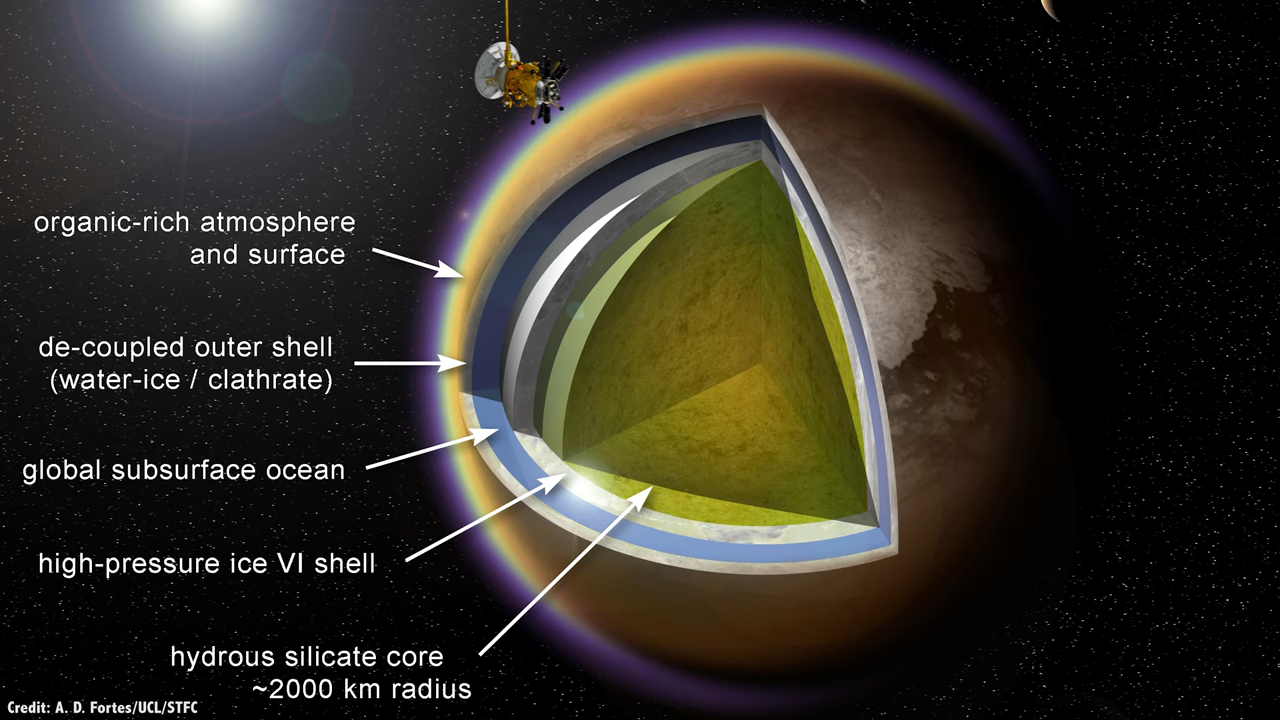 organic-rich atmosphere
and surface
de-coupled outer shell
(water-ice / clathrate)
global subsurface ocean
high-pressure ice VI shell
hydrous silicate core
~2000 km radius
Credit: A. D. Fortes/UCL/STFC